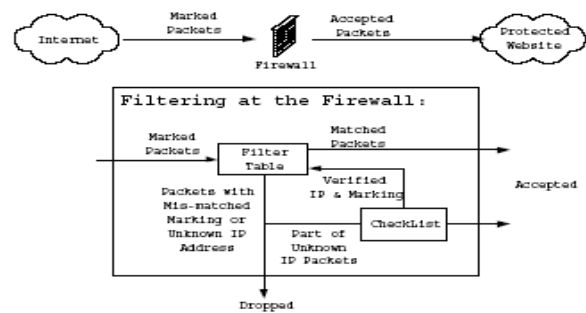 Internet
Marked
Packets
Firewall
Accepted
Packets
Protected
Website
Filtering at the Firewall:
Marked
Packets
Filter
Table
Matched
Packets
Verified
IP & Marking
Accepted
Packets with
Mis-matched
Marking or
Unknown IP
Address
CheckList
Part of
Unknown
IP Packets
Dropped